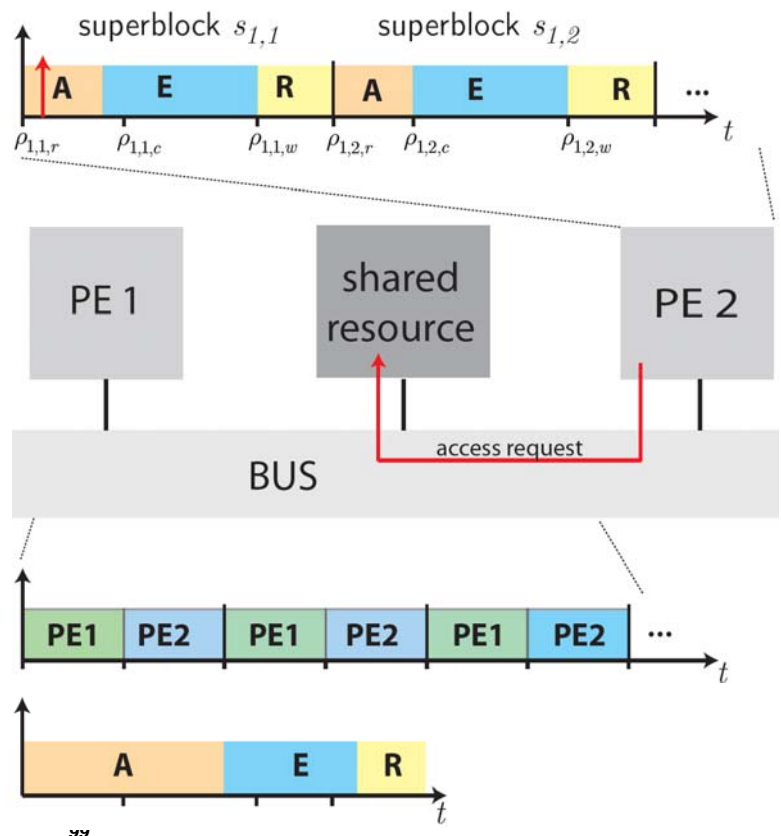 superblock s₁,₁ superblock s₁,₂
A E R A E R ...
t
ρ₁,₁,r ρ₁,₁,c ρ₁,₁,w ρ₁,₂,r ρ₁,₂,c ρ₁,₂,w
PE 1
shared
resource
PE 2
access request
BUS
PE1 PE2 PE1 PE2 PE1 PE2 ...
t
A E R
t